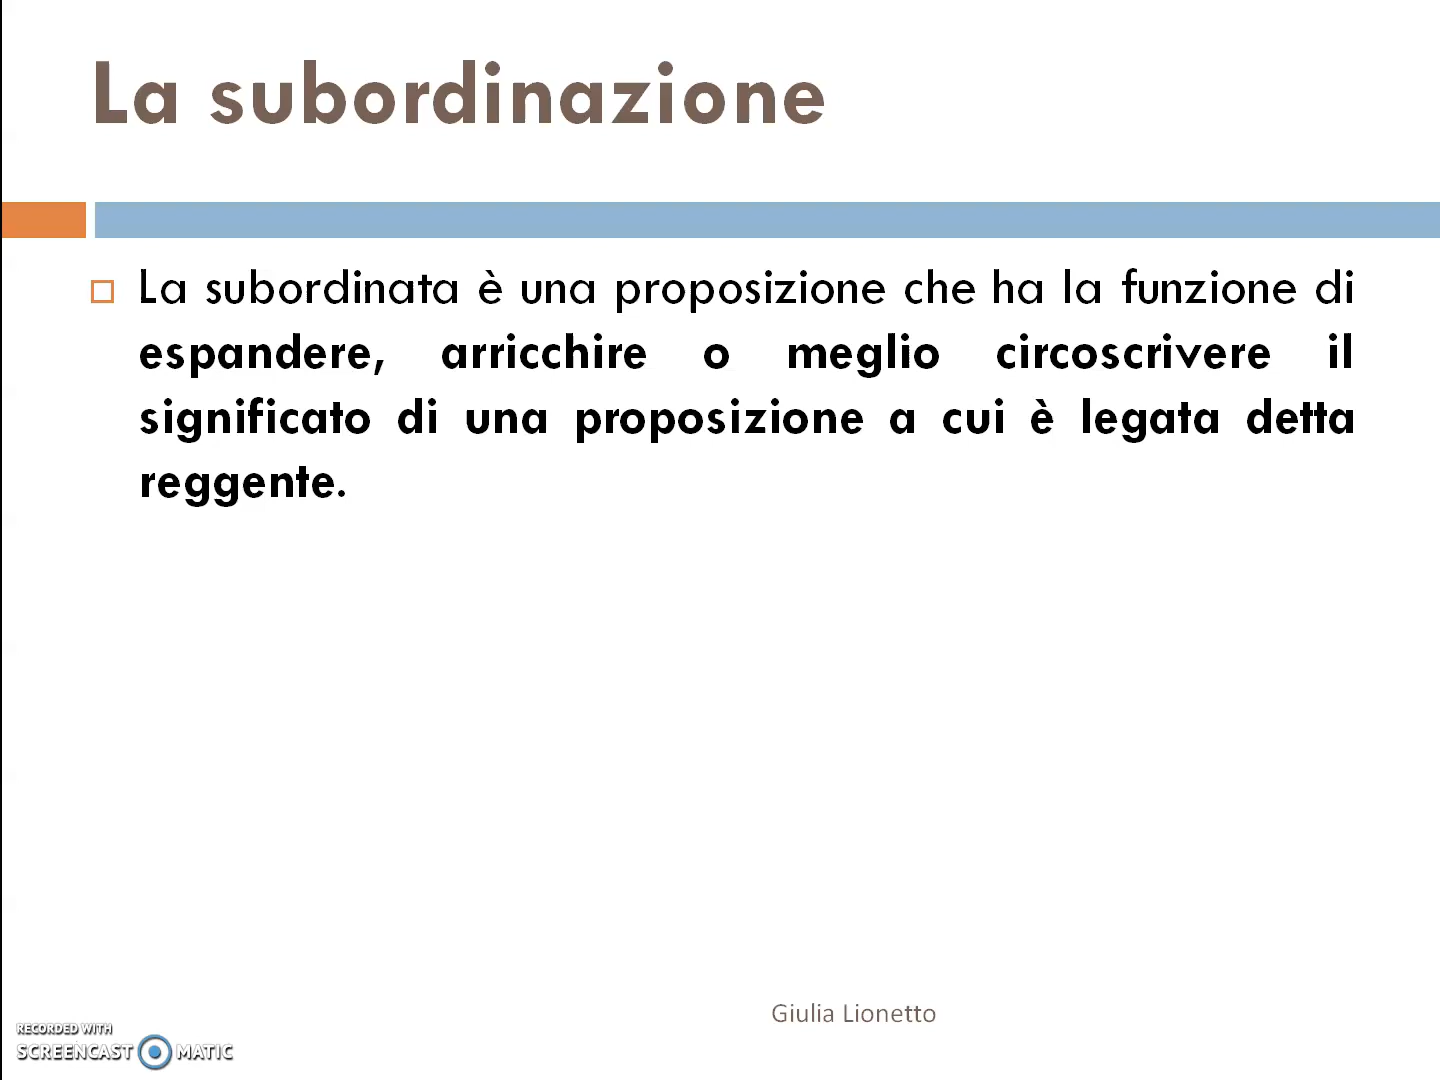 La subordinazione
La subordinata è una proposizione che ha la funzione di
espandere, arricchire o meglio circoscrivere il
significato di una proposizione a cui è legata detta
reggente.
Giulia Lionetto
RECORDED WITH
SCREENCAST MATIC